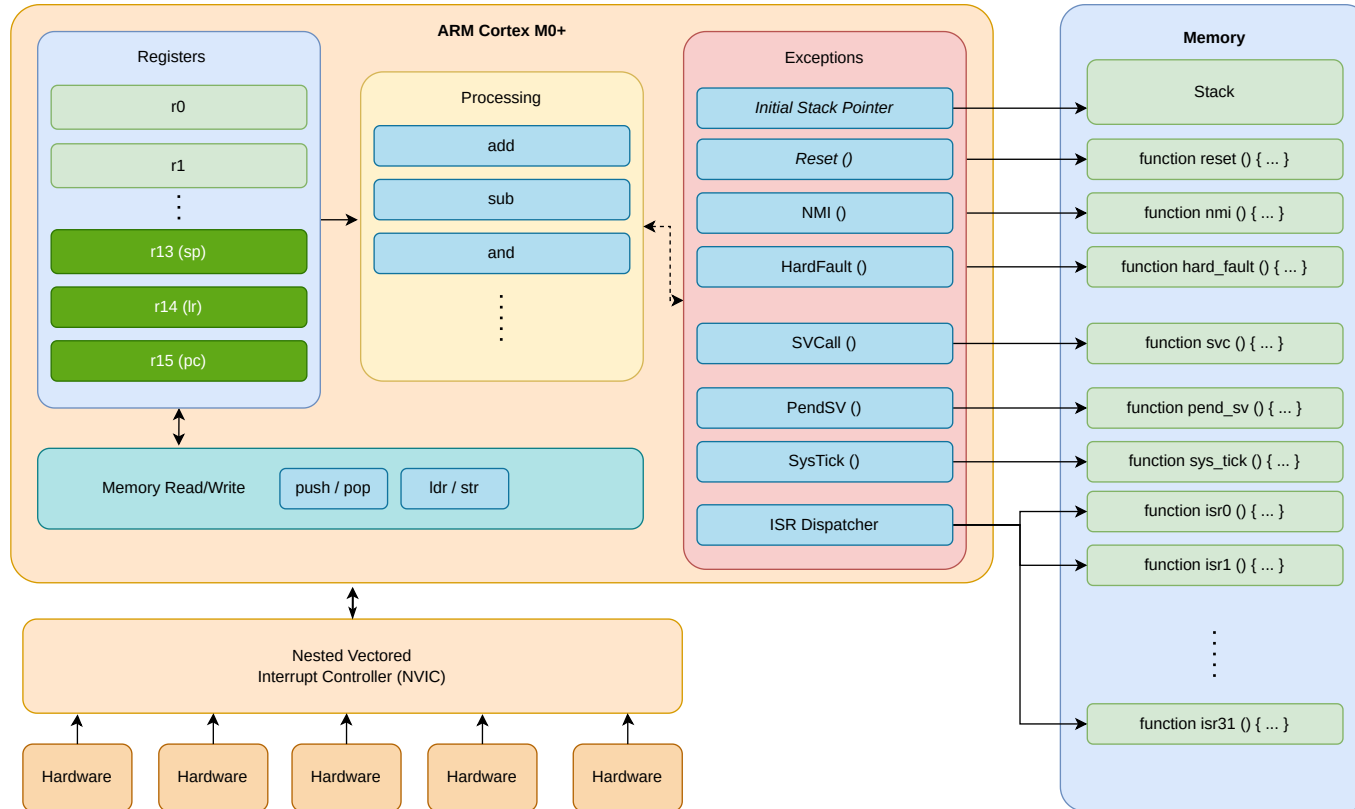 ARM Cortex M0+
Registers
r0
r1
r13 (sp)
r14 (lr)
r15 (pc)
Processing
add
sub
and
Memory Read/Write
push / pop
ldr / str
Exceptions
Initial Stack Pointer
Reset ()
NMI ()
HardFault ()
SVCall ()
PendSV ()
SysTick ()
ISR Dispatcher
Memory
Stack
function reset () { ... }
function nmi () { ... }
function hard_fault () { ... }
function svc () { ... }
function pend_sv () { ... }
function sys_tick () { ... }
function isr0 () { ... }
function isr1 () { ... }
function isr31 () { ... }
Nested Vectored
Interrupt Controller (NVIC)
Hardware
Hardware
Hardware
Hardware
Hardware